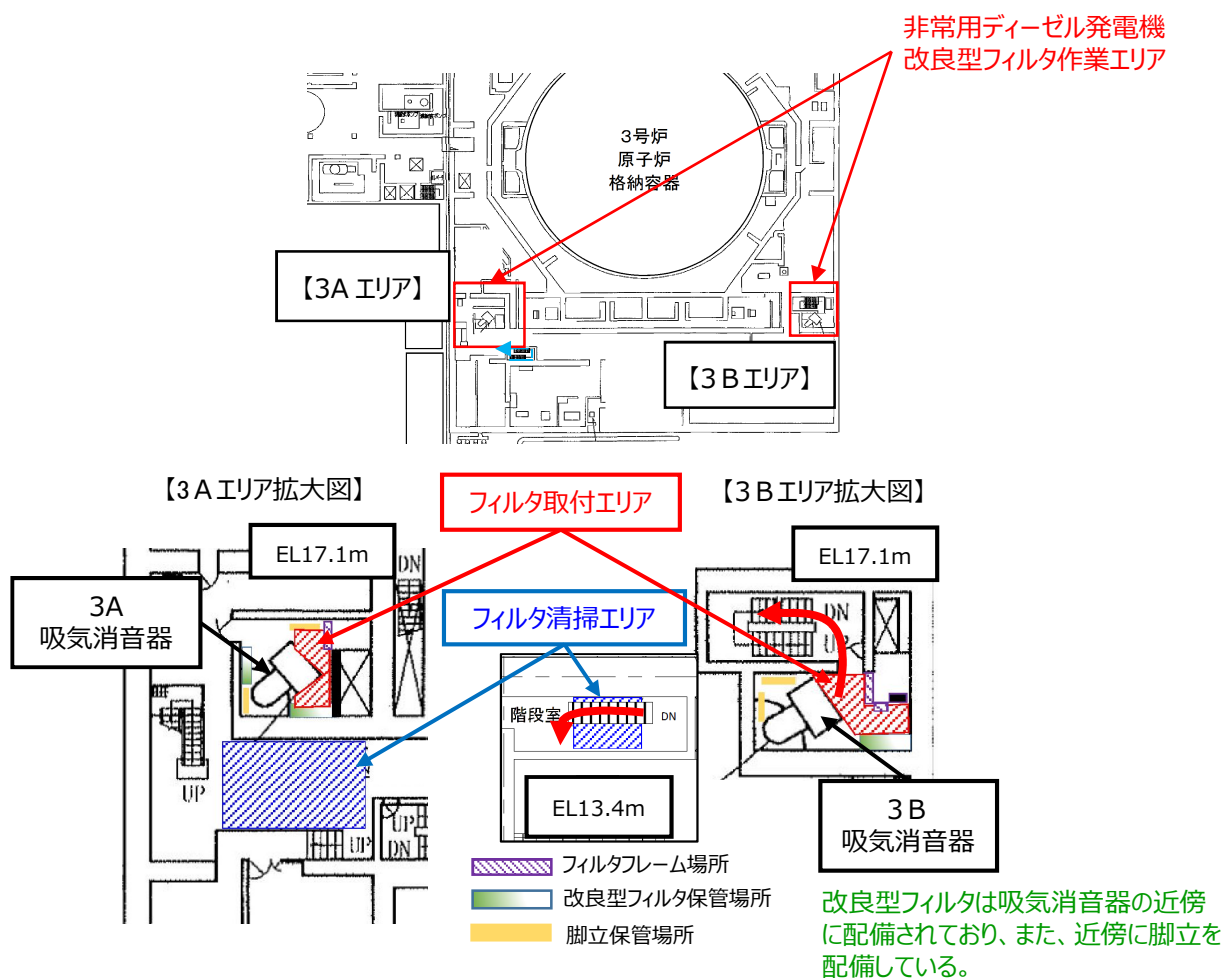 非常用ディーゼル発電機
改良型フィルタ作業エリア
3号炉
原子炉
格納容器
【3A エリア】
【3Bエリア】
【3Aエリア拡大図】
フィルタ取付エリア
【3Bエリア拡大図】
EL17.1m
DN
EL17.1m
3A
吸気消音器
フィルタ清掃エリア
DN
UP
階段室
DN
UP
EL13.4m
UP
UP
DN
3B
吸気消音器
フィルタフレーム場所
改良型フィルタ保管場所
脚立保管場所
改良型フィルタは吸気消音器の近傍
に配備されており、また、近傍に脚立を
配備している。